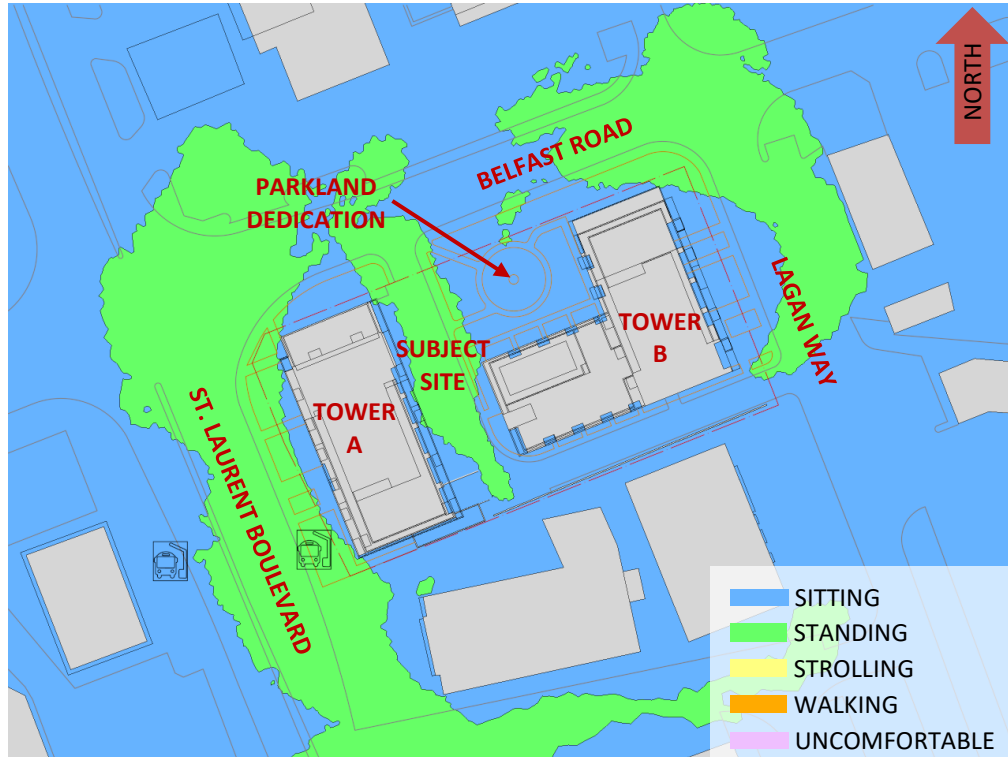 NORTH
BELFAST ROAD
PARKLAND
DEDICATION
LAGAN WAY
SUBJECT
SITE
TOWER
B
TOWER
A
ST. LAURENT BOULEVARD
SITTING
STANDING
STROLLING
WALKING
UNCOMFORTABLE